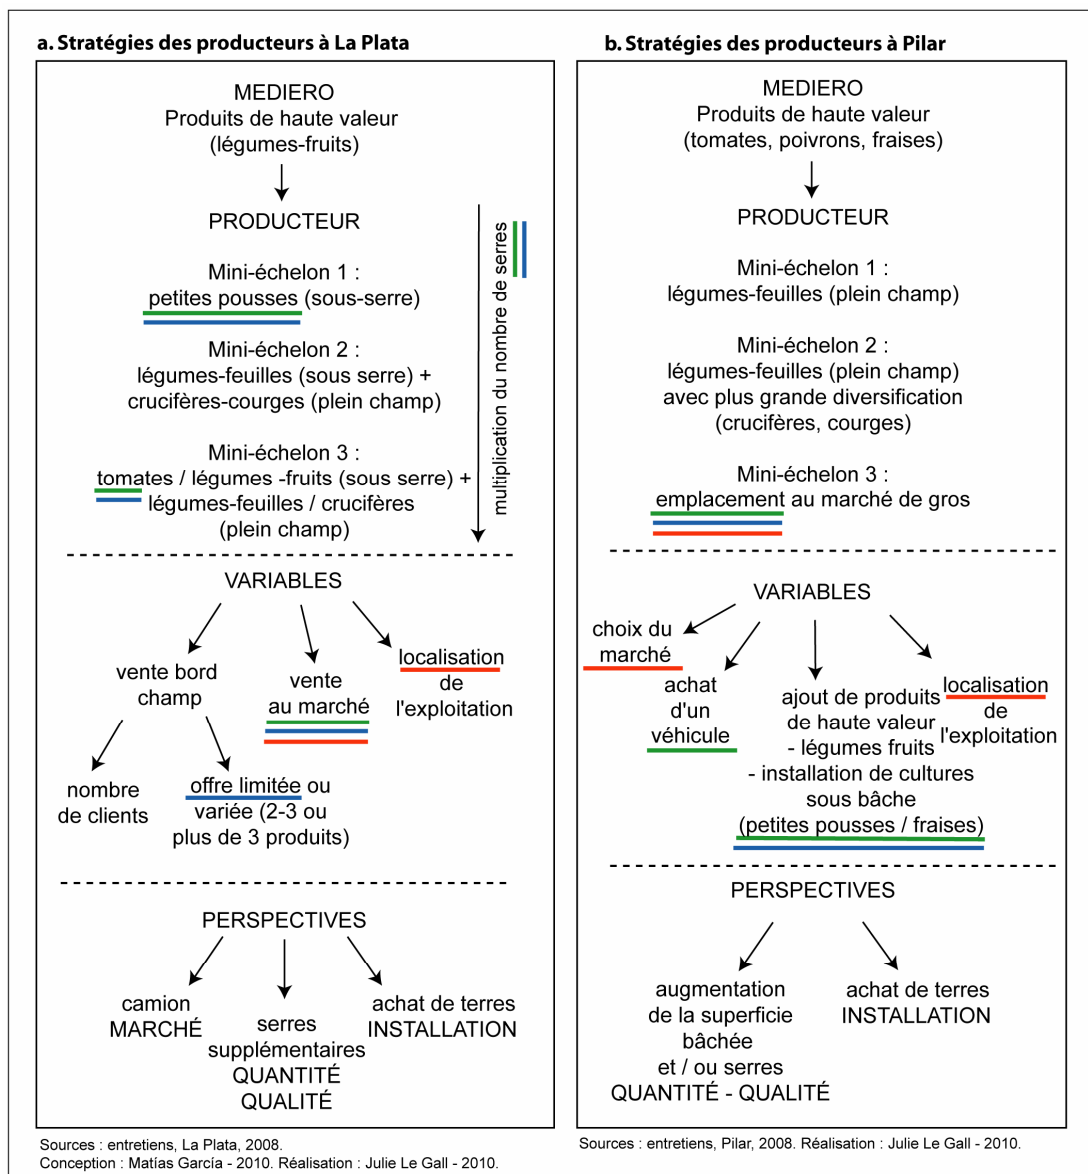 a. Stratégies des producteurs à La Plata
MEDIERO
Produits de haute valeur
(légumes-fruits)
PRODUCTEUR
Mini-échelon 1 :
petites pousses (sous-serre)
Mini-échelon 2 :
légumes-feuilles (sous serre) +
crucifères-courges (plein champ)
Mini-échelon 3 :
tomates / légumes -fruits (sous serre) +
légumes-feuilles / crucifères
(plein champ)
multiplication du nombre de serres
VARIABLES
vente bord
champ
vente
au marché
localisation
de
l'exploitation
nombre
de clients
offre limitée ou
variée (2-3 ou
plus de 3 produits)
PERSPECTIVES
camion
MARCHÉ
serres
supplémentaires
QUANTITÉ
QUALITÉ
achat de terres
INSTALLATION
Sources : entretiens, La Plata, 2008.
Conception : Matías García - 2010. Réalisation : Julie Le Gall - 2010.
b. Stratégies des producteurs à Pilar
MEDIERO
Produits de haute valeur
(tomates, poivrons, fraises)
PRODUCTEUR
Mini-échelon 1 :
légumes-feuilles (plein champ)
Mini-échelon 2 :
légumes-feuilles (plein champ)
avec plus grande diversification
(crucifères, courges)
Mini-échelon 3 :
emplacement au marché de gros
VARIABLES
choix du
marché
achat
d'un
véhicule
ajout de produits
de haute valeur
- légumes fruits
- installation de cultures
sous bâche
(petites pousses / fraises)
localisation
de
l'exploitation
PERSPECTIVES
augmentation
de la superficie
bâchée
et / ou serres
QUANTITÉ - QUALITÉ
achat de terres
INSTALLATION
Sources : entretiens, Pilar, 2008. Réalisation : Julie Le Gall - 2010.